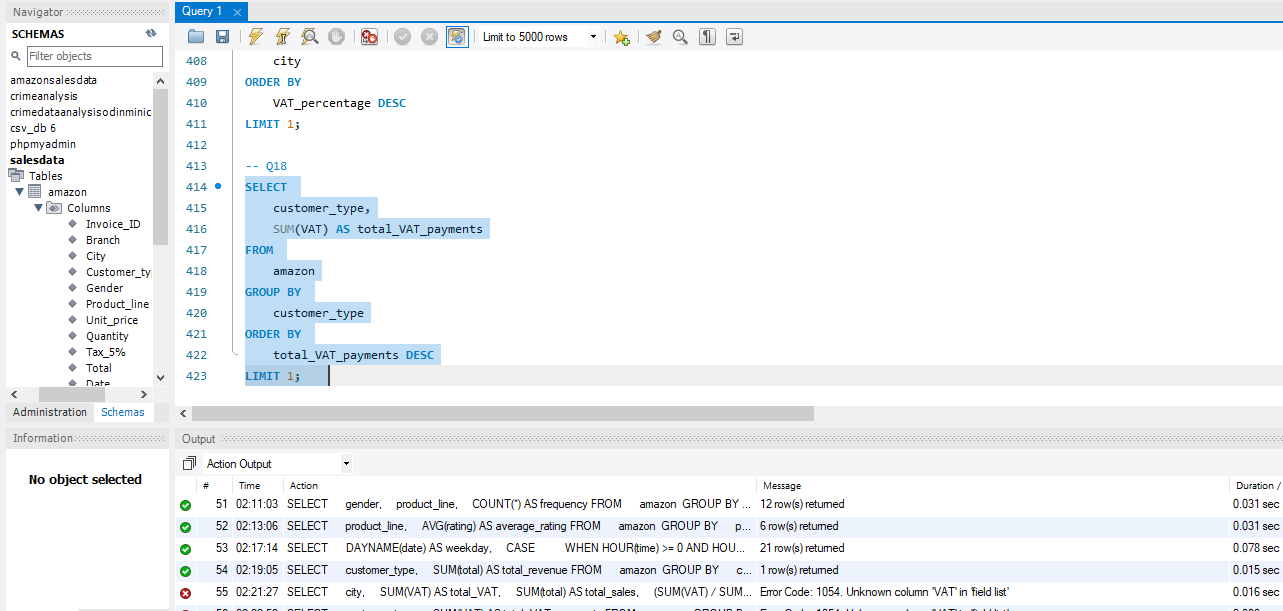 Navigator
SCHEMAS
Filter objects
amazonsalesdata
crimeanalysis
crimedataanalysisodinminic
csv_db 6
phpmyadmin
salesdata
Tables
amazon
Columns
Invoice_ID
Branch
City
Customer_ty
Gender
Product_line
Unit_price
Quantity
Tax_5%
Total
Date
Administration
Schemas
Information
No object selected
Query 1
Limit to 5000 rows
408 city
409 ORDER BY
410 VAT_percentage DESC
411 LIMIT 1;
412
413 -- Q18
414 SELECT
415 customer_type,
416 SUM(VAT) AS total_VAT_payments
417 FROM
418 amazon
419 GROUP BY
420 customer_type
421 ORDER BY
422 total_VAT_payments DESC
423 LIMIT 1;
Output
Action Output
# Time Action Message Duration /
51 02:11:03 SELECT gender, product_line, COUNT(*) AS frequency FROM amazon GROUP BY ... 12 row(s) returned 0.031 sec
52 02:13:06 SELECT product_line, AVG(rating) AS average_rating FROM amazon GROUP BY p... 6 row(s) returned 0.031 sec
53 02:17:14 SELECT DAYNAME(date) AS weekday, CASE WHEN HOUR(time) >= 0 AND HOU... 21 row(s) returned 0.078 sec
54 02:19:05 SELECT customer_type, SUM(total) AS total_revenue FROM amazon GROUP BY c... 1 row(s) returned 0.015 sec
55 02:21:27 SELECT city, SUM(VAT) AS total_VAT, SUM(total) AS total_sales, (SUM(VAT) / SUM... Error Code: 1054. Unknown column 'VAT' in 'field list' 0.016 sec